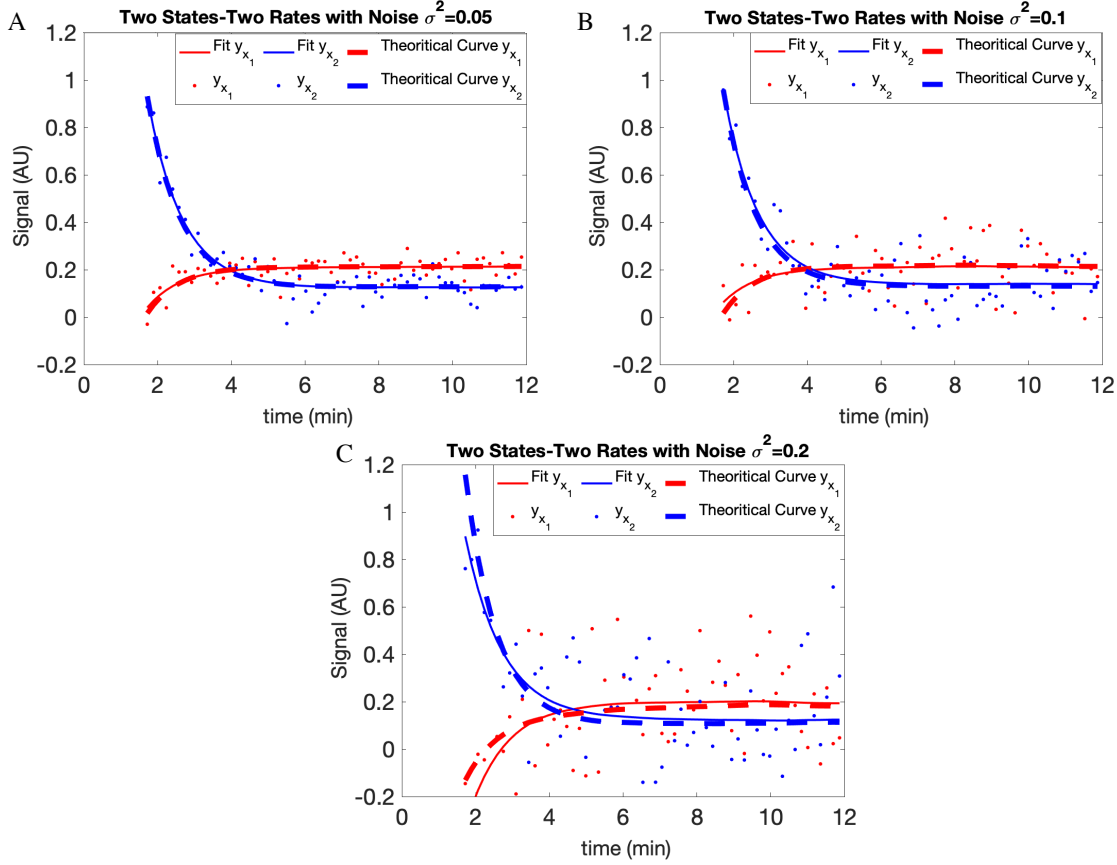 A
Two States-Two Rates with Noise σ²=0.05
1.2
1
0.8
0.6
0.4
0.2
0
-0.2
Signal (AU)
Fit yx₁ Fit yx₂ Theoritical Curve yx₁
yx₁ yx₂ Theoritical Curve yx₂
0 2 4 6 8 10 12
time (min)
B
Two States-Two Rates with Noise σ²=0.1
1.2
1
0.8
0.6
0.4
0.2
0
-0.2
Signal (AU)
Fit yx₁ Fit yx₂ Theoritical Curve yx₁
yx₁ yx₂ Theoritical Curve yx₂
0 2 4 6 8 10 12
time (min)
C
Two States-Two Rates with Noise σ²=0.2
1.2
1
0.8
0.6
0.4
0.2
0
-0.2
Signal (AU)
Fit yx₁ Fit yx₂ Theoritical Curve yx₁
yx₁ yx₂ Theoritical Curve yx₂
0 2 4 6 8 10 12
time (min)